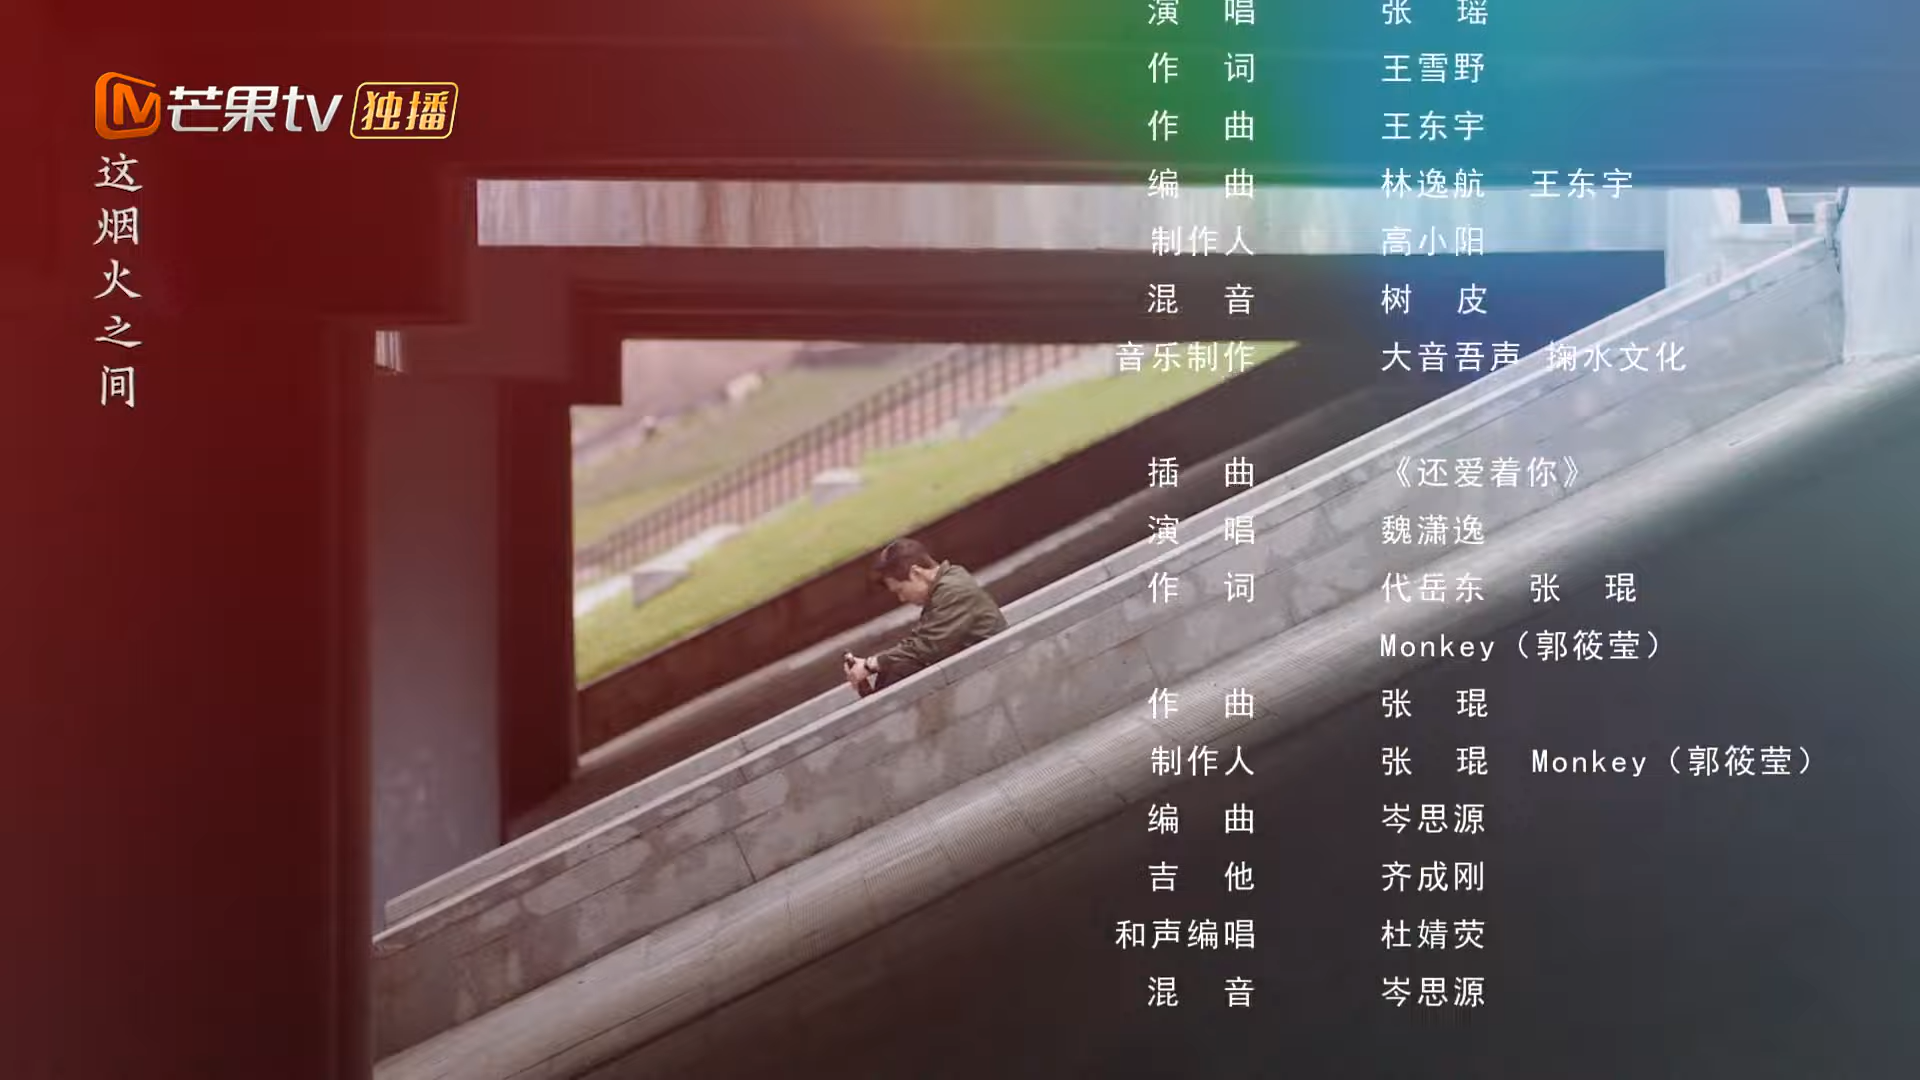 芒果tv 独播
这烟火之间
演 唱 张 瑶
作 词 王雪野
作 曲 王东宇
编 曲 林逸航 王东宇
制作人 高小阳
混 音 树 皮
音乐制作 大音吾声 掬水文化
插 曲 《还爱着你》
演 唱 魏潇逸
作 词 代岳东 张 琨
Monkey（郭筱莹）
作 曲 张 琨
制作人 张 琨 Monkey（郭筱莹）
编 曲 岑思源
吉 他 齐成刚
和声编唱 杜婧荧
混 音 岑思源